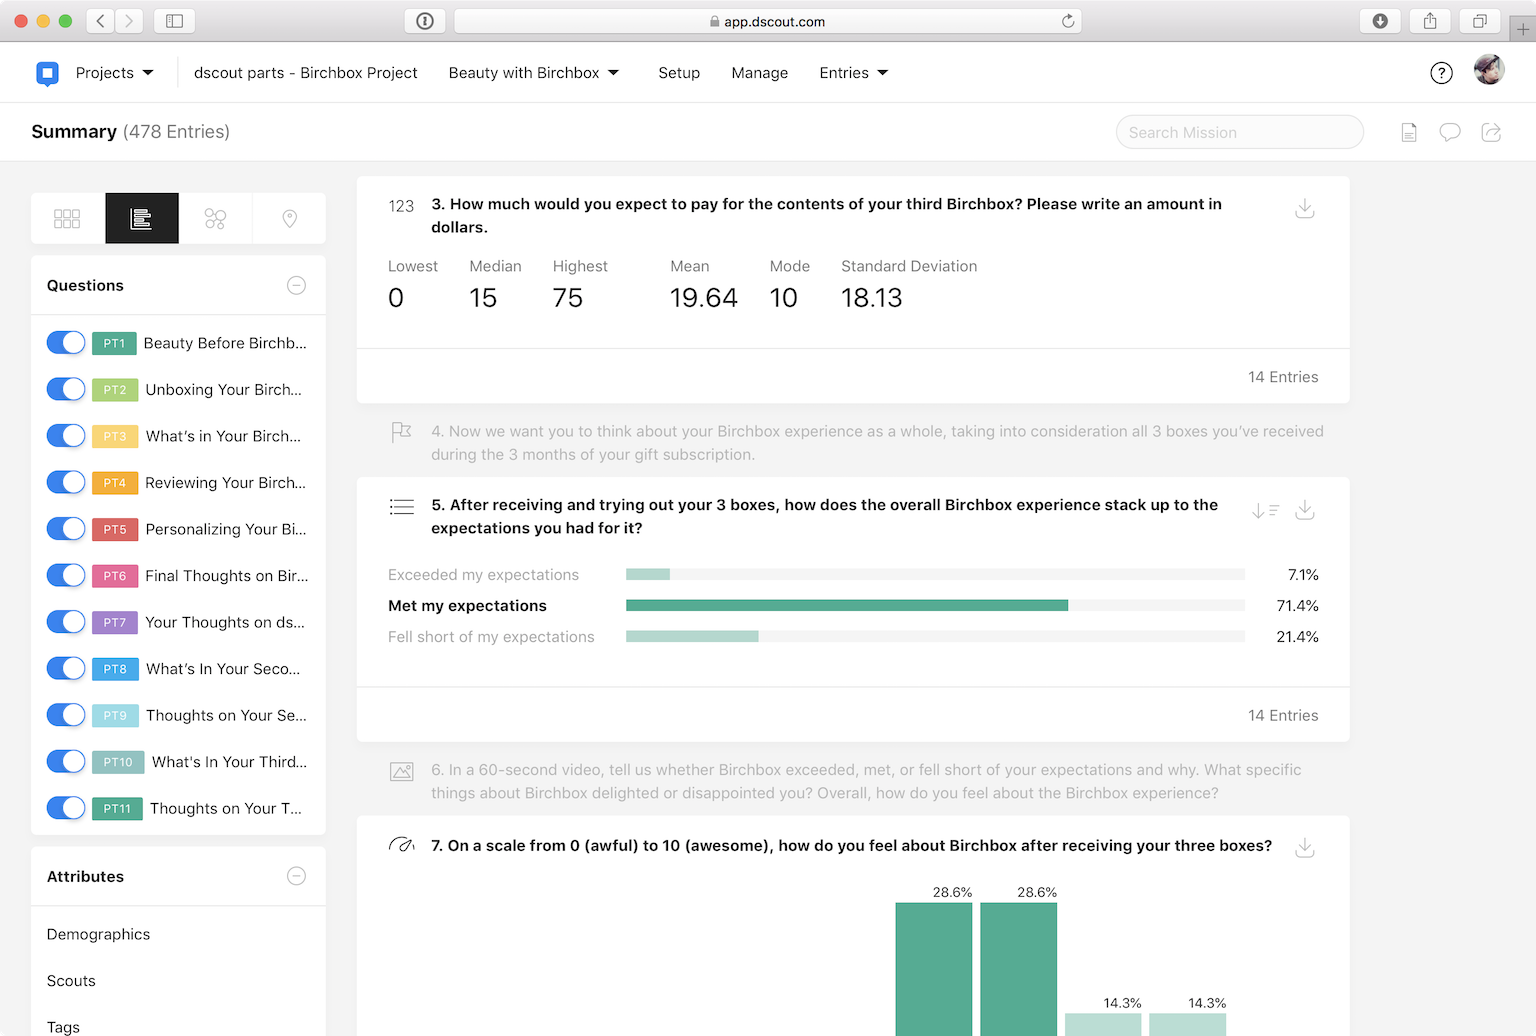 app.dscout.com
Projects
dscout parts - Birchbox Project
Beauty with Birchbox
Setup
Manage
Entries
?
Summary (478 Entries)
Search Mission
Questions
PT1 Beauty Before Birchb...
PT2 Unboxing Your Birch...
PT3 What's in Your Birch...
PT4 Reviewing Your Birch...
PT5 Personalizing Your Bi...
PT6 Final Thoughts on Bir...
PT7 Your Thoughts on ds...
PT8 What's In Your Seco...
PT9 Thoughts on Your Se...
PT10 What's In Your Third...
PT11 Thoughts on Your T...
Attributes
Demographics
Scouts
Tags
123 3. How much would you expect to pay for the contents of your third Birchbox? Please write an amount in
dollars.
Lowest Median Highest Mean Mode Standard Deviation
0 15 75 19.64 10 18.13
14 Entries
4. Now we want you to think about your Birchbox experience as a whole, taking into consideration all 3 boxes you've received
during the 3 months of your gift subscription.
5. After receiving and trying out your 3 boxes, how does the overall Birchbox experience stack up to the
expectations you had for it?
Exceeded my expectations 7.1%
Met my expectations 71.4%
Fell short of my expectations 21.4%
14 Entries
6. In a 60-second video, tell us whether Birchbox exceeded, met, or fell short of your expectations and why. What specific
things about Birchbox delighted or disappointed you? Overall, how do you feel about the Birchbox experience?
7. On a scale from 0 (awful) to 10 (awesome), how do you feel about Birchbox after receiving your three boxes?
28.6% 28.6%
14.3% 14.3%